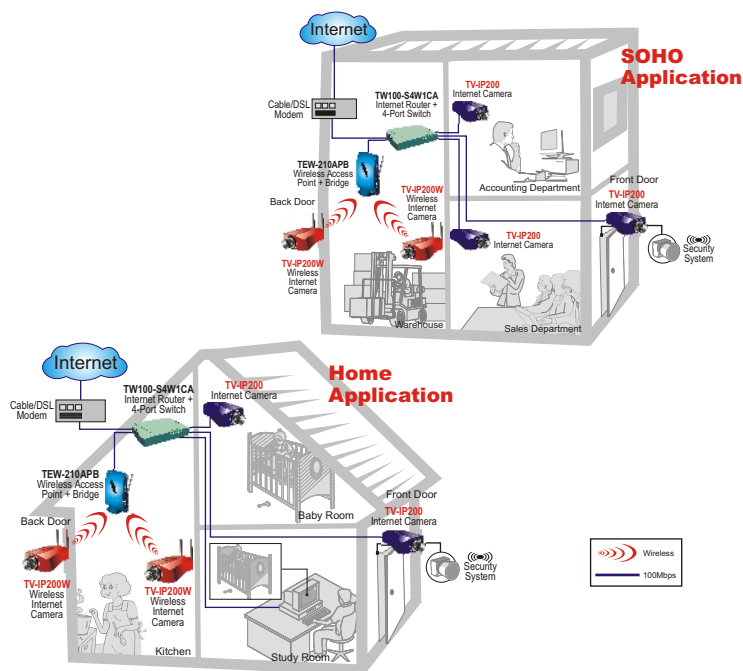 Internet
SOHO
Application
Cable/DSL
Modem
TW100-S4W1CA
Internet Router +
4-Port Switch
TV-IP200
Internet Camera
TEW-210APB
Wireless Access
Point + Bridge
Accounting Department
Front Door
TV-IP200
Internet Camera
Back Door
TV-IP200W
Wireless
Internet
Camera
TV-IP200W
Wireless
Internet
Camera
TV-IP200
Internet Camera
Security
System
Warehouse
Sales Department
Internet
Home
Application
Cable/DSL
Modem
TW100-S4W1CA
Internet Router +
4-Port Switch
TV-IP200
Internet Camera
TEW-210APB
Wireless Access
Point + Bridge
Baby Room
Front Door
TV-IP200
Internet Camera
Back Door
TV-IP200W
Wireless
Internet
Camera
TV-IP200W
Wireless
Internet
Camera
Security
System
Kitchen
Study Room
Wireless
100Mbps